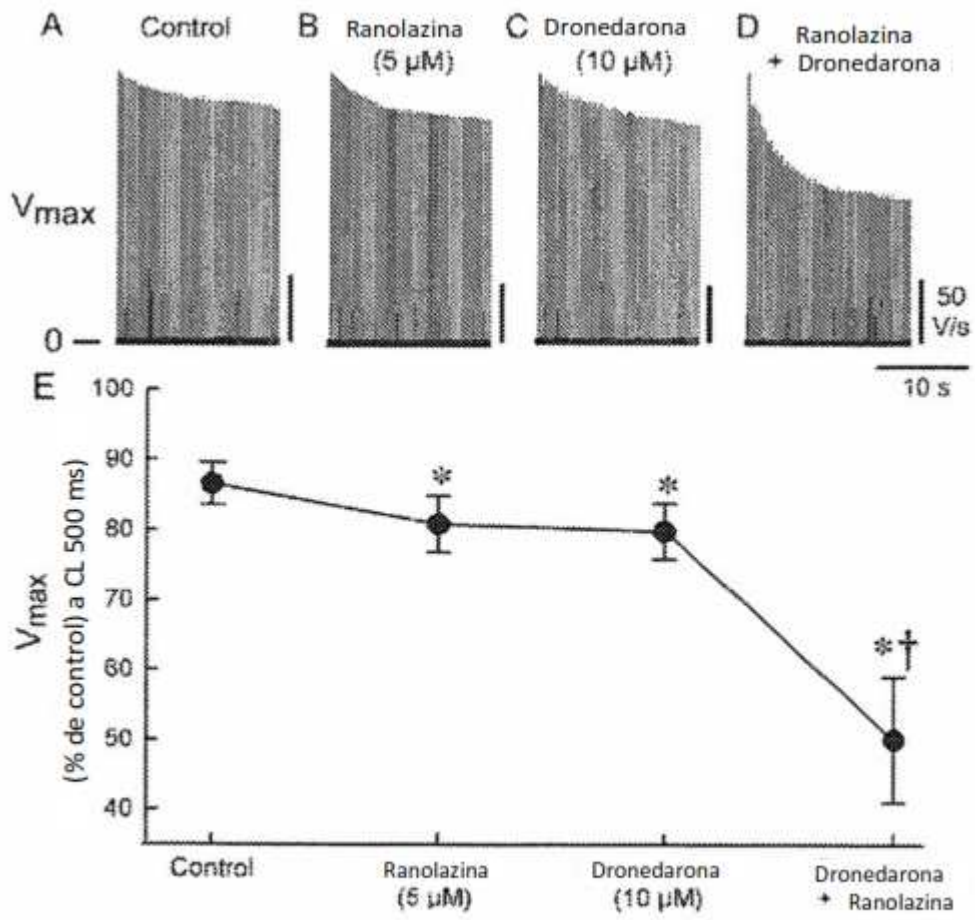 A Control
B Ranolazina
(5 µM)
C Dronedarona
(10 µM)
D Ranolazina
+ Dronedarona
Vmax
0
50
V/s
10 s
E
100
90
80
70
60
50
40
Vmax
(% de control) a CL 500 ms)
*
*
*†
Control
Ranolazina
(5 µM)
Dronedarona
(10 µM)
Dronedarona
+ Ranolazina